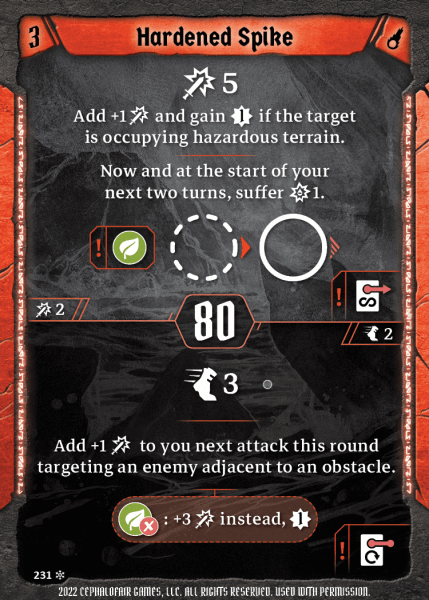 3
Hardened Spike
5
Add +1 and gain if the target
is occupying hazardous terrain.
Now and at the start of your
next two turns, suffer 1.
!
!
2
80
2
3
Add +1 to you next attack this round
targeting an enemy adjacent to an obstacle.
: +3 instead,
!
231
2022 CEPHALOFAIR GAMES, LLC. ALL RIGHTS RESERVED. USED WITH PERMISSION.